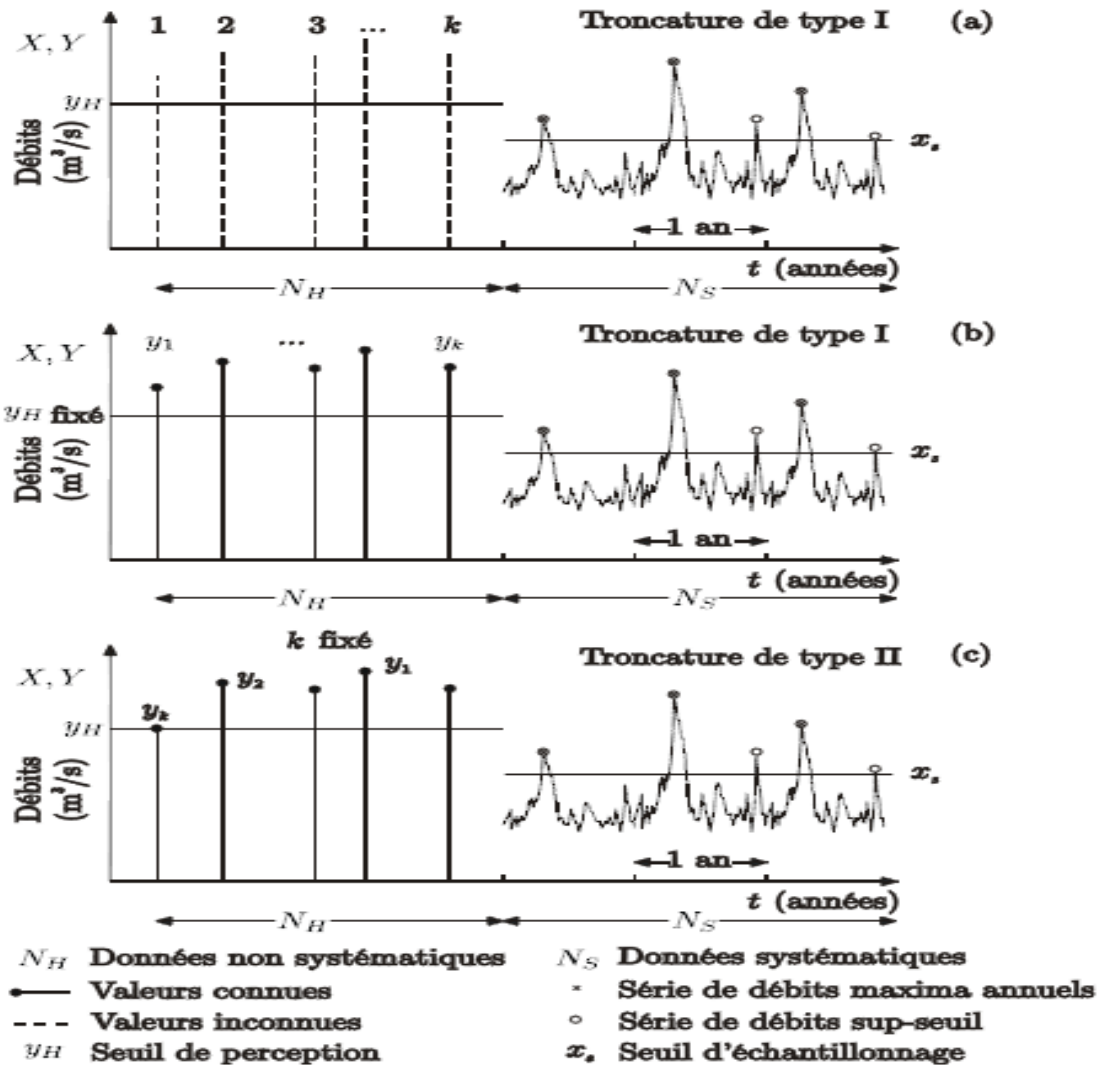 1 2 3 ... k Troncature de type I (a)
X, Y
y_H
x_s
Débits
(m³/s)
1 an
t (années)
N_H N_S
Troncature de type I (b)
X, Y y_1 ... y_k
y_H fixé
x_s
Débits
(m³/s)
1 an
t (années)
N_H N_S
k fixé
Troncature de type II (c)
X, Y y_2 y_1
y_k
y_H
x_s
Débits
(m³/s)
1 an
t (années)
N_H N_S
N_H Données non systématiques
Valeurs connues
Valeurs inconnues
y_H Seuil de perception
N_S Données systématiques
Série de débits maxima annuels
Série de débits sup-seuil
x_s Seuil d'échantillonnage